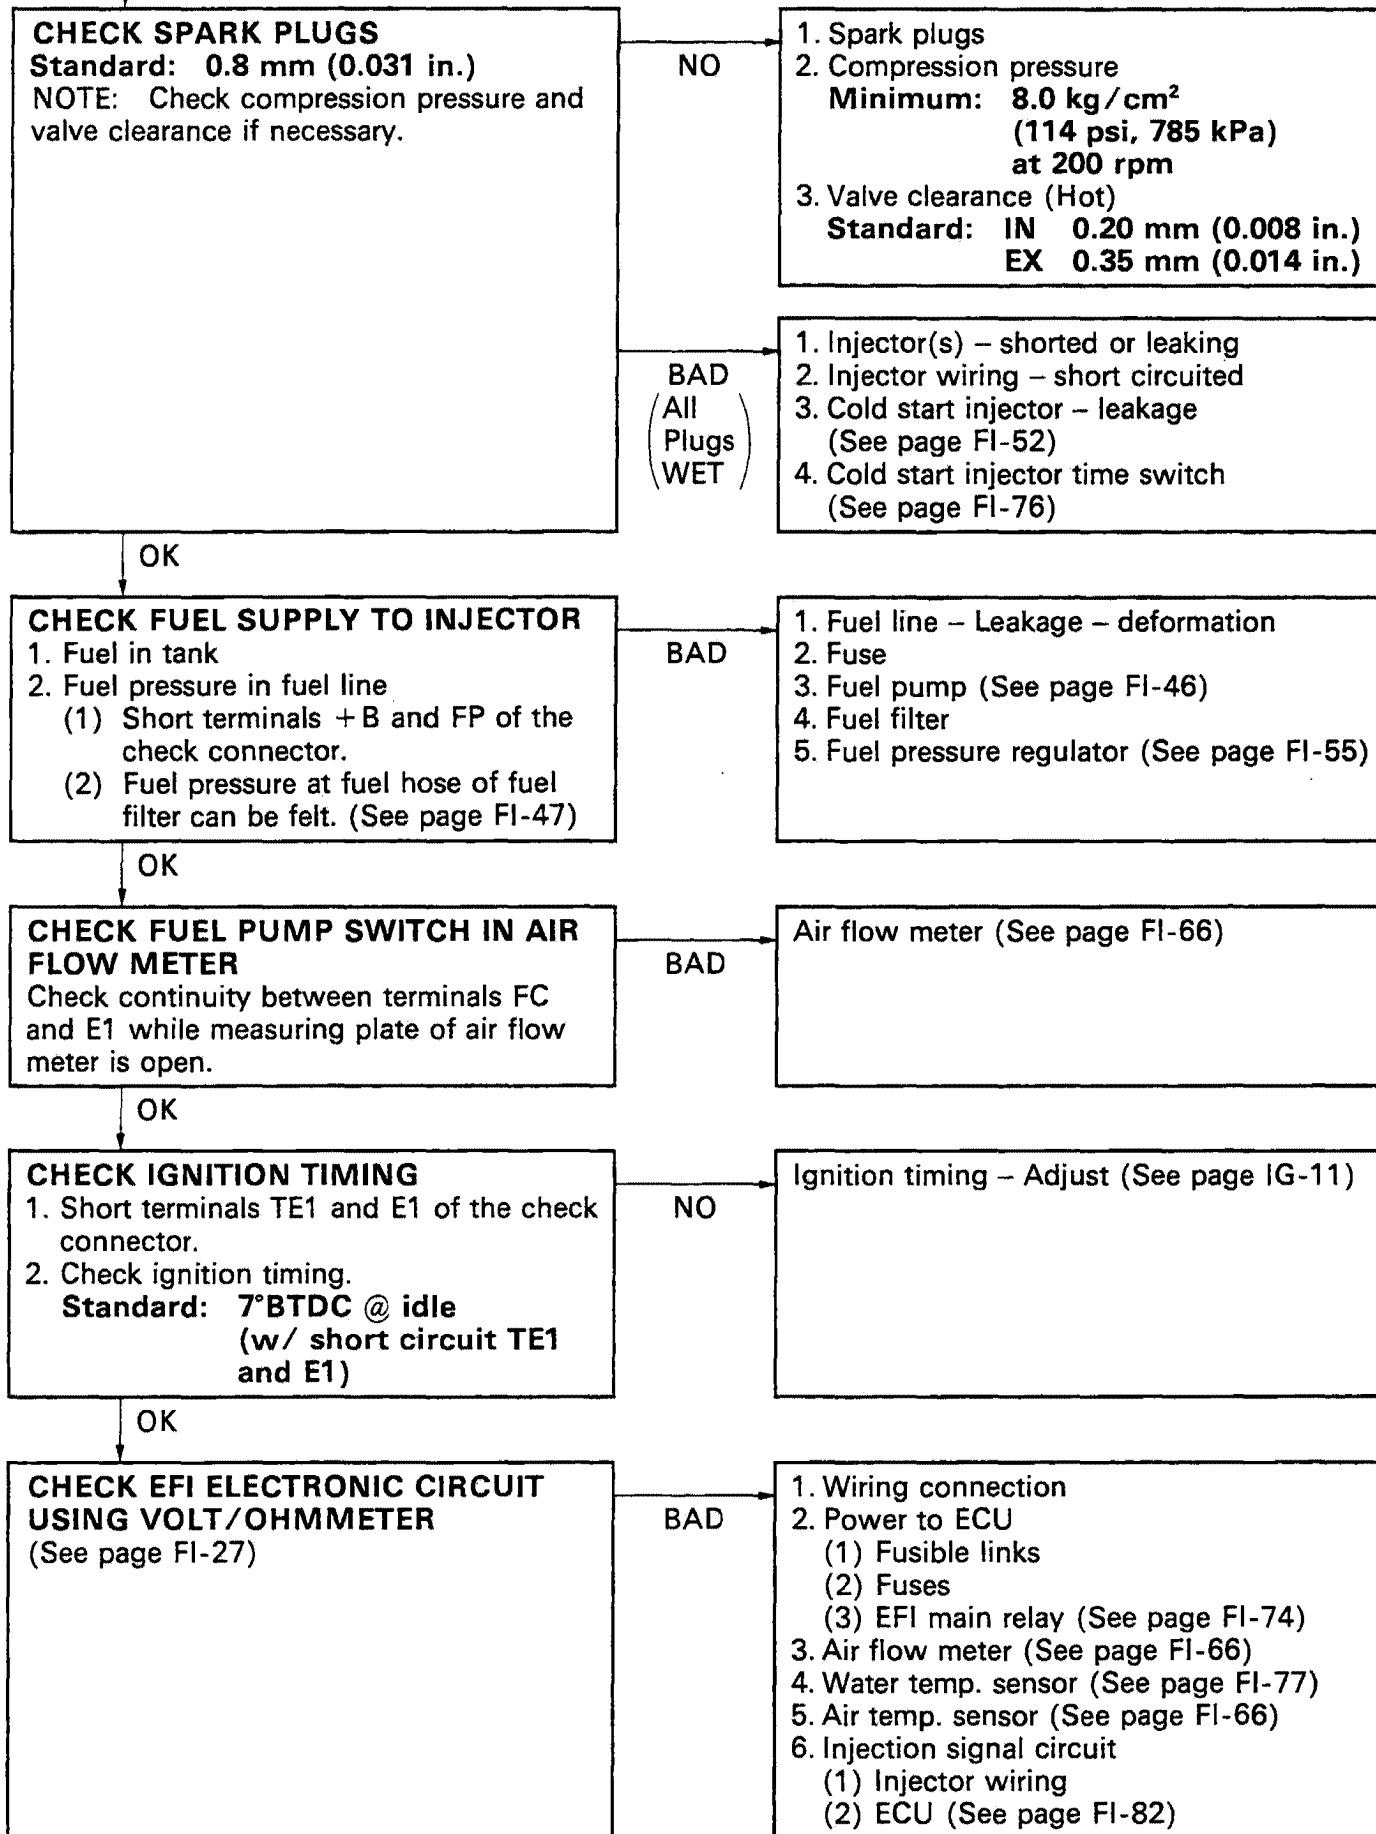 CHECK SPARK PLUGS
Standard: 0.8 mm (0.031 in.)
NOTE: Check compression pressure and
valve clearance if necessary.
NO
1. Spark plugs
2. Compression pressure
Minimum: 8.0 kg/cm²
(114 psi, 785 kPa)
at 200 rpm
3. Valve clearance (Hot)
Standard: IN 0.20 mm (0.008 in.)
EX 0.35 mm (0.014 in.)
BAD
(All
Plugs
WET)
1. Injector(s) – shorted or leaking
2. Injector wiring – short circuited
3. Cold start injector – leakage
(See page FI-52)
4. Cold start injector time switch
(See page FI-76)
OK
CHECK FUEL SUPPLY TO INJECTOR
1. Fuel in tank
2. Fuel pressure in fuel line
(1) Short terminals +B and FP of the
check connector.
(2) Fuel pressure at fuel hose of fuel
filter can be felt. (See page FI-47)
BAD
1. Fuel line – Leakage – deformation
2. Fuse
3. Fuel pump (See page FI-46)
4. Fuel filter
5. Fuel pressure regulator (See page FI-55)
OK
CHECK FUEL PUMP SWITCH IN AIR
FLOW METER
Check continuity between terminals FC
and E1 while measuring plate of air flow
meter is open.
BAD
Air flow meter (See page FI-66)
OK
CHECK IGNITION TIMING
1. Short terminals TE1 and E1 of the check
connector.
2. Check ignition timing.
Standard: 7°BTDC @ idle
(w/ short circuit TE1
and E1)
NO
Ignition timing – Adjust (See page IG-11)
OK
CHECK EFI ELECTRONIC CIRCUIT
USING VOLT/OHMMETER
(See page FI-27)
BAD
1. Wiring connection
2. Power to ECU
(1) Fusible links
(2) Fuses
(3) EFI main relay (See page FI-74)
3. Air flow meter (See page FI-66)
4. Water temp. sensor (See page FI-77)
5. Air temp. sensor (See page FI-66)
6. Injection signal circuit
(1) Injector wiring
(2) ECU (See page FI-82)